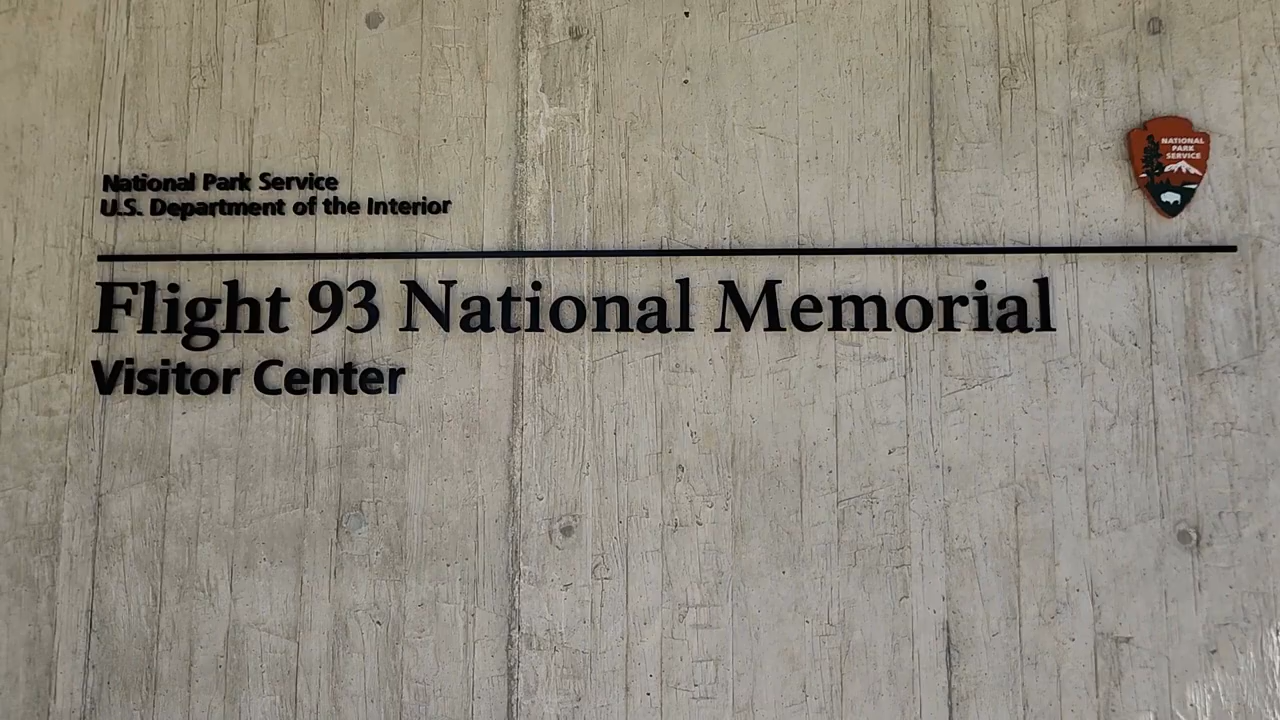 National Park Service
U.S. Department of the Interior
NATIONAL
PARK
SERVICE
Flight 93 National Memorial
Visitor Center